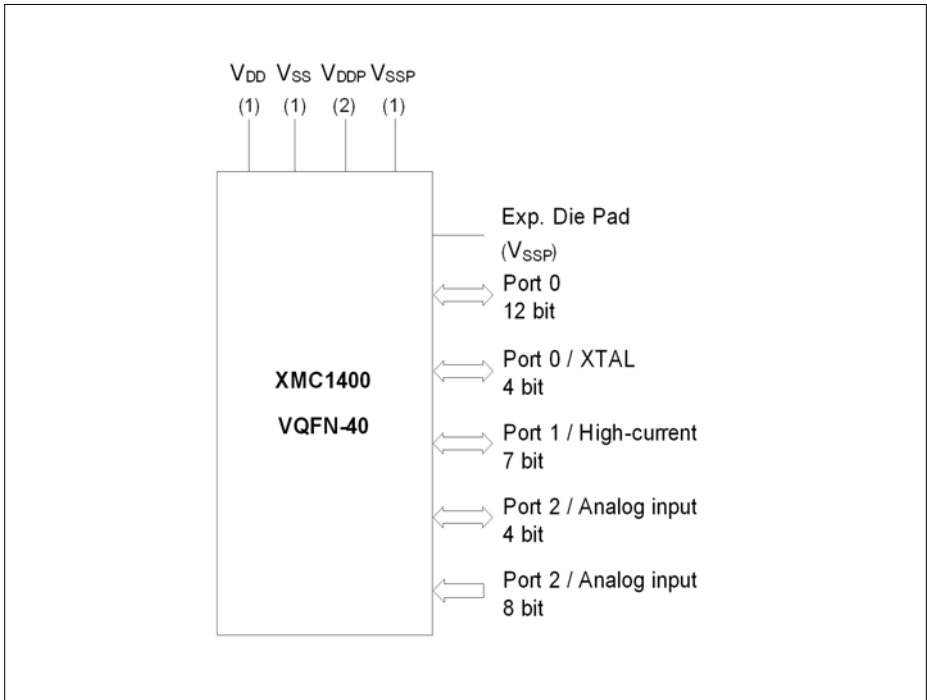 VDD VSS VDDP VSSP
(1) (1) (2) (1)
Exp. Die Pad
(VSSP)
Port 0
12 bit
Port 0 / XTAL
4 bit
XMC1400
VQFN-40
Port 1 / High-current
7 bit
Port 2 / Analog input
4 bit
Port 2 / Analog input
8 bit